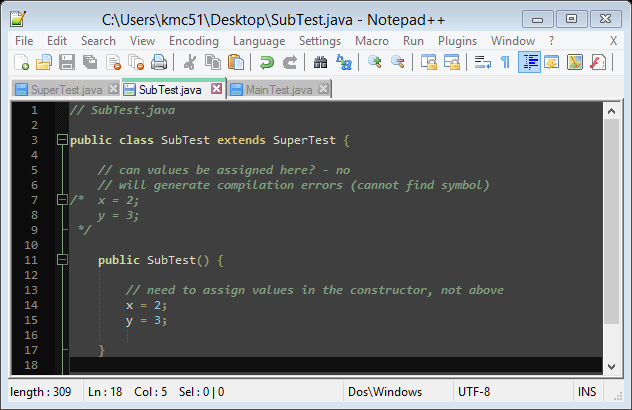 C:\Users\kmc51\Desktop\SubTest.java - Notepad++
File Edit Search View Encoding Language Settings Macro Run Plugins Window ? X
SuperTest.java SubTest.java MainTest.java
1 // SubTest.java
2
3 public class SubTest extends SuperTest {
4
5 // can values be assigned here? - no
6 // will generate compilation errors (cannot find symbol)
7 /* x = 2;
8 y = 3;
9 */
10
11 public SubTest() {
12
13 // need to assign values in the constructor, not above
14 x = 2;
15 y = 3;
16
17 }
18
length : 309 Ln : 18 Col : 5 Sel : 0 | 0 Dos\Windows UTF-8 INS